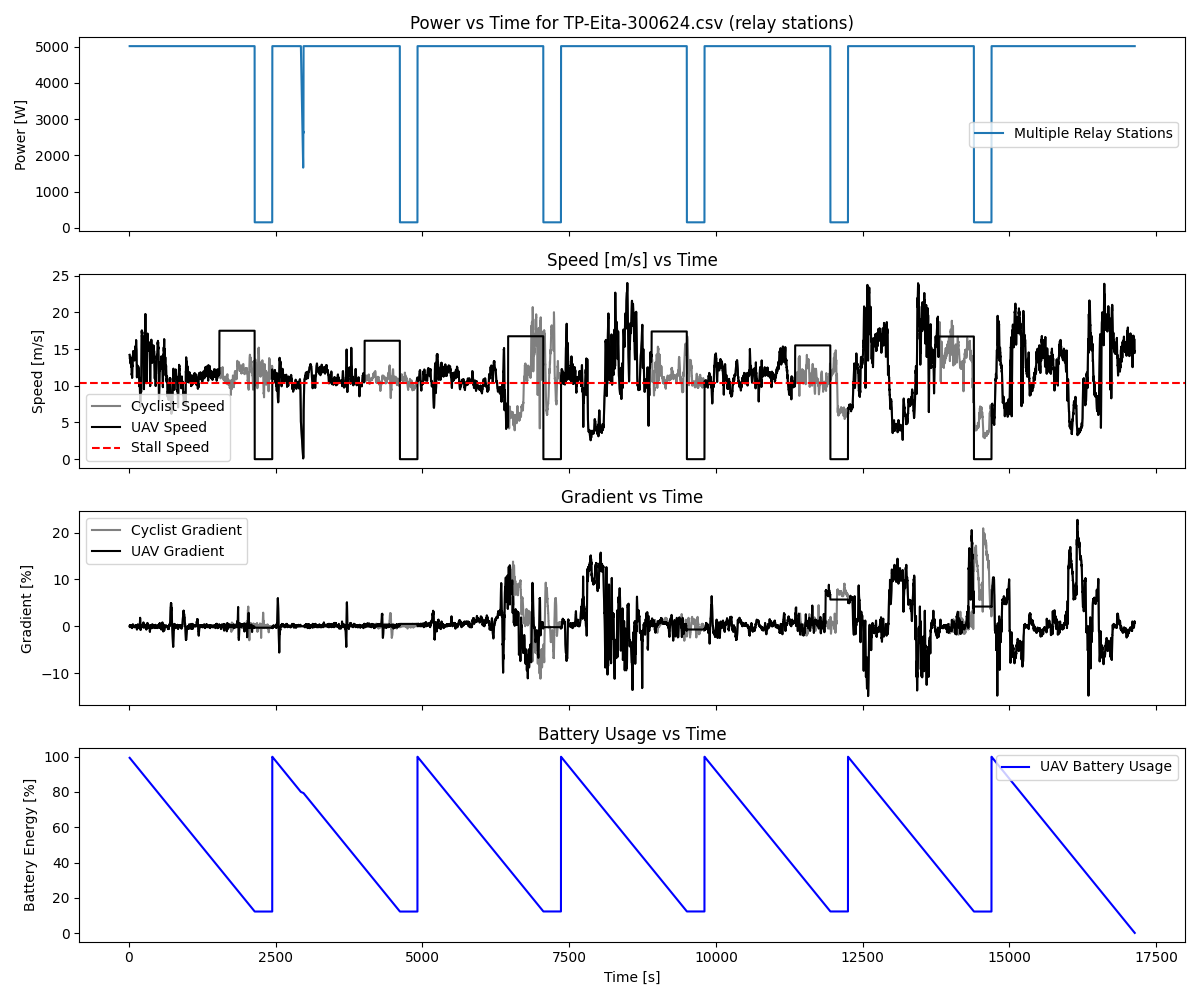 Power vs Time for TP-Eita-300624.csv (relay stations)
5000
4000
3000
2000
1000
0
Power [W]
Multiple Relay Stations
Speed [m/s] vs Time
25
20
15
10
5
0
Speed [m/s]
Cyclist Speed
UAV Speed
Stall Speed
Gradient vs Time
20
10
0
−10
Gradient [%]
Cyclist Gradient
UAV Gradient
Battery Usage vs Time
100
80
60
40
20
0
Battery Energy [%]
UAV Battery Usage
0 2500 5000 7500 10000 12500 15000 17500
Time [s]